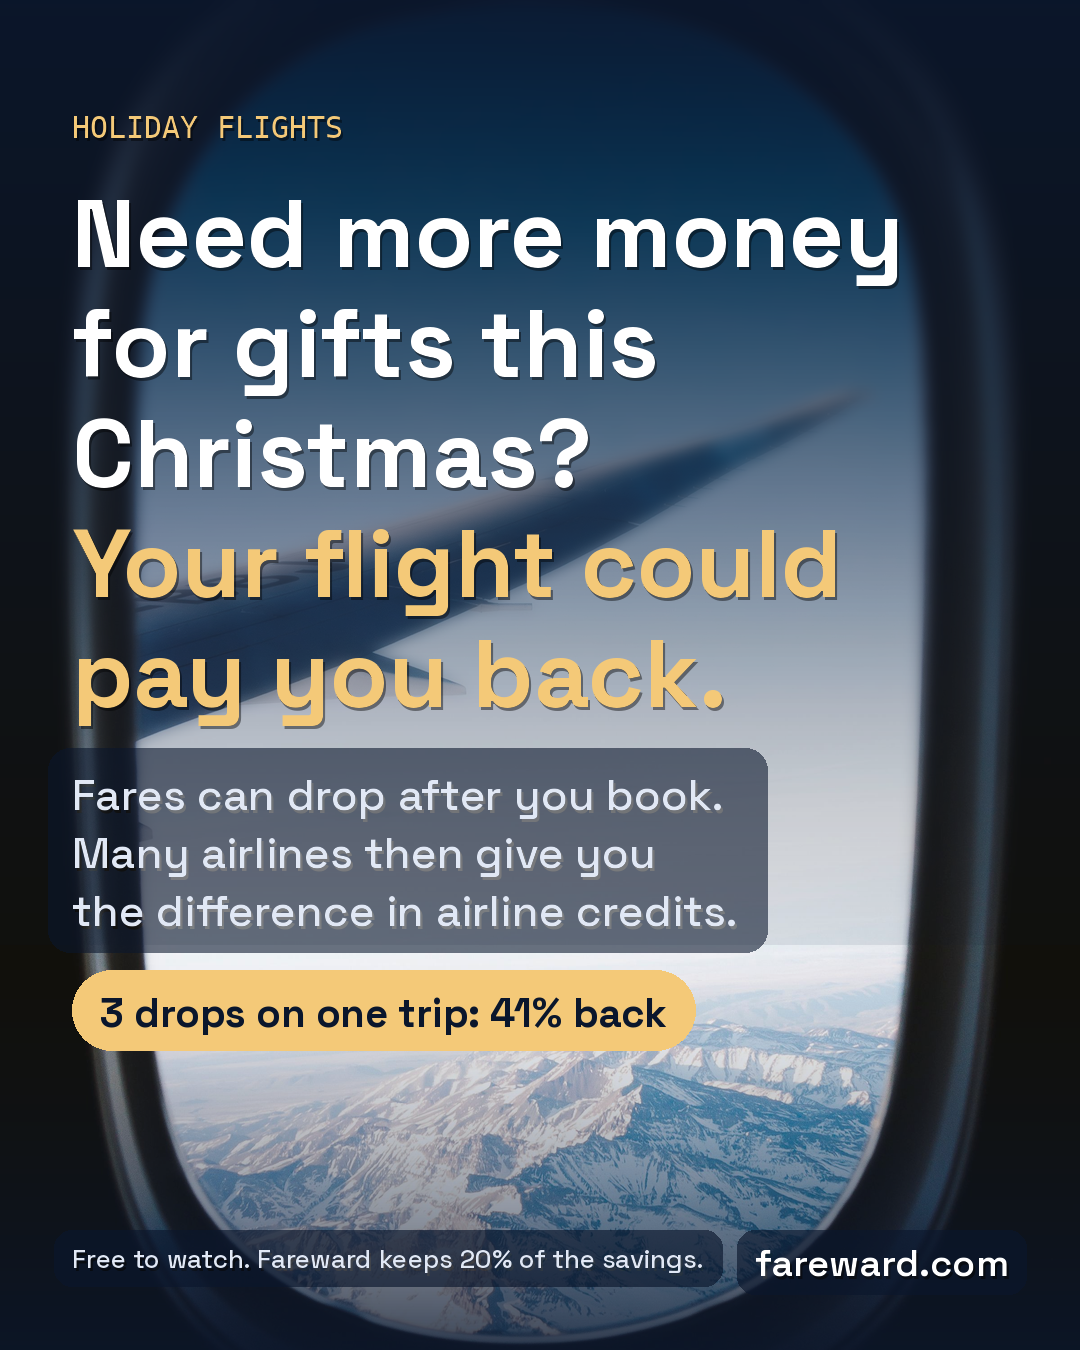 HOLIDAY FLIGHTS
Need more money
for gifts this
Christmas?
Your flight could
pay you back.
Fares can drop after you book.
Many airlines then give you
the difference in airline credits.
3 drops on one trip: 41% back
Free to watch. Fareward keeps 20% of the savings.
fareward.com